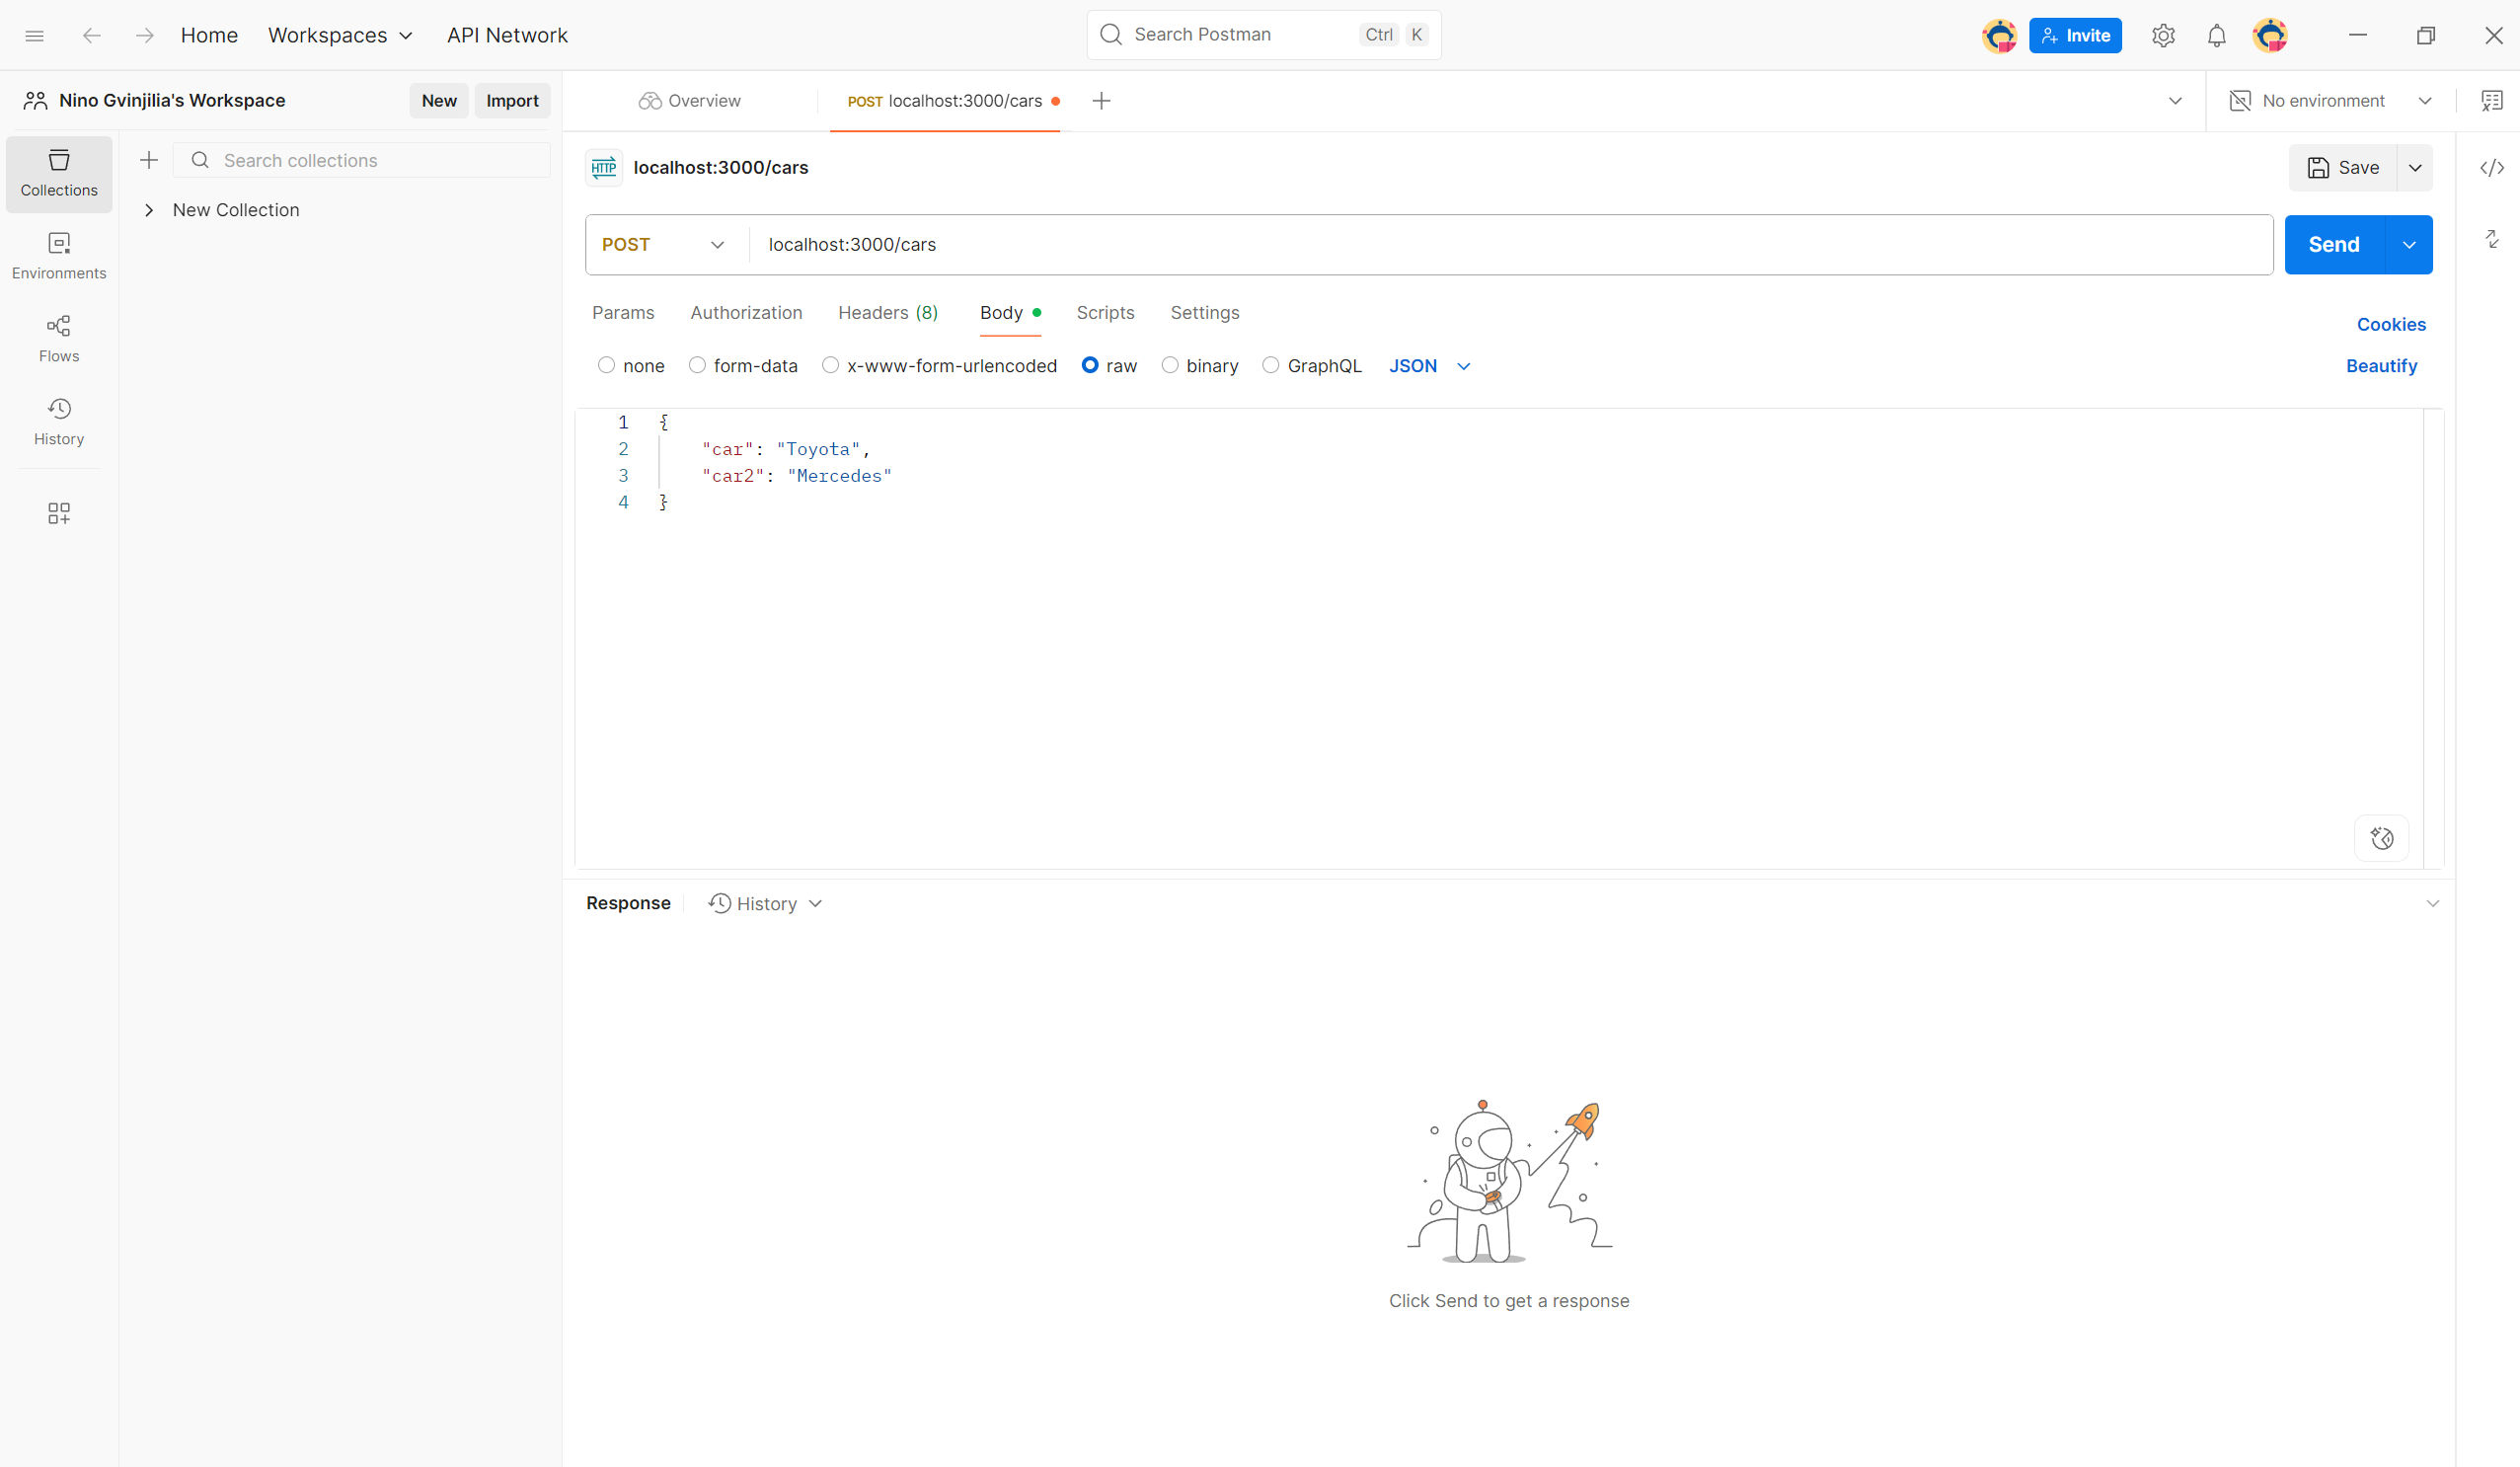 Home Workspaces API Network Search Postman Ctrl K Invite
Nino Gvinjilia's Workspace New Import Overview POST localhost:3000/cars No environment
Collections
Environments
Flows
History
Search collections
New Collection
HTTP localhost:3000/cars Save
POST localhost:3000/cars Send
Params Authorization Headers (8) Body Scripts Settings Cookies
none form-data x-www-form-urlencoded raw binary GraphQL JSON Beautify
1 {
2 "car": "Toyota",
3 "car2": "Mercedes"
4 }
Response History
Click Send to get a response